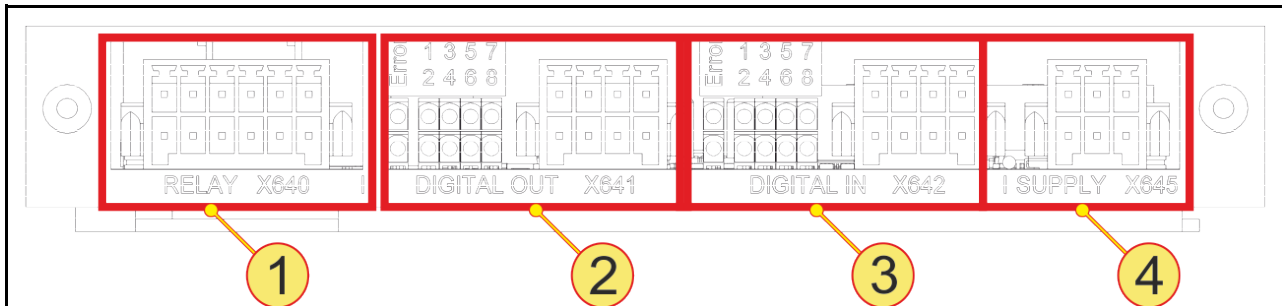 Error 1 3 5 7
2 4 6 8
Error 1 3 5 7
2 4 6 8
RELAY X640 I DIGITAL OUT X641 DIGITAL IN X642 I SUPPLY X645
1 2 3 4